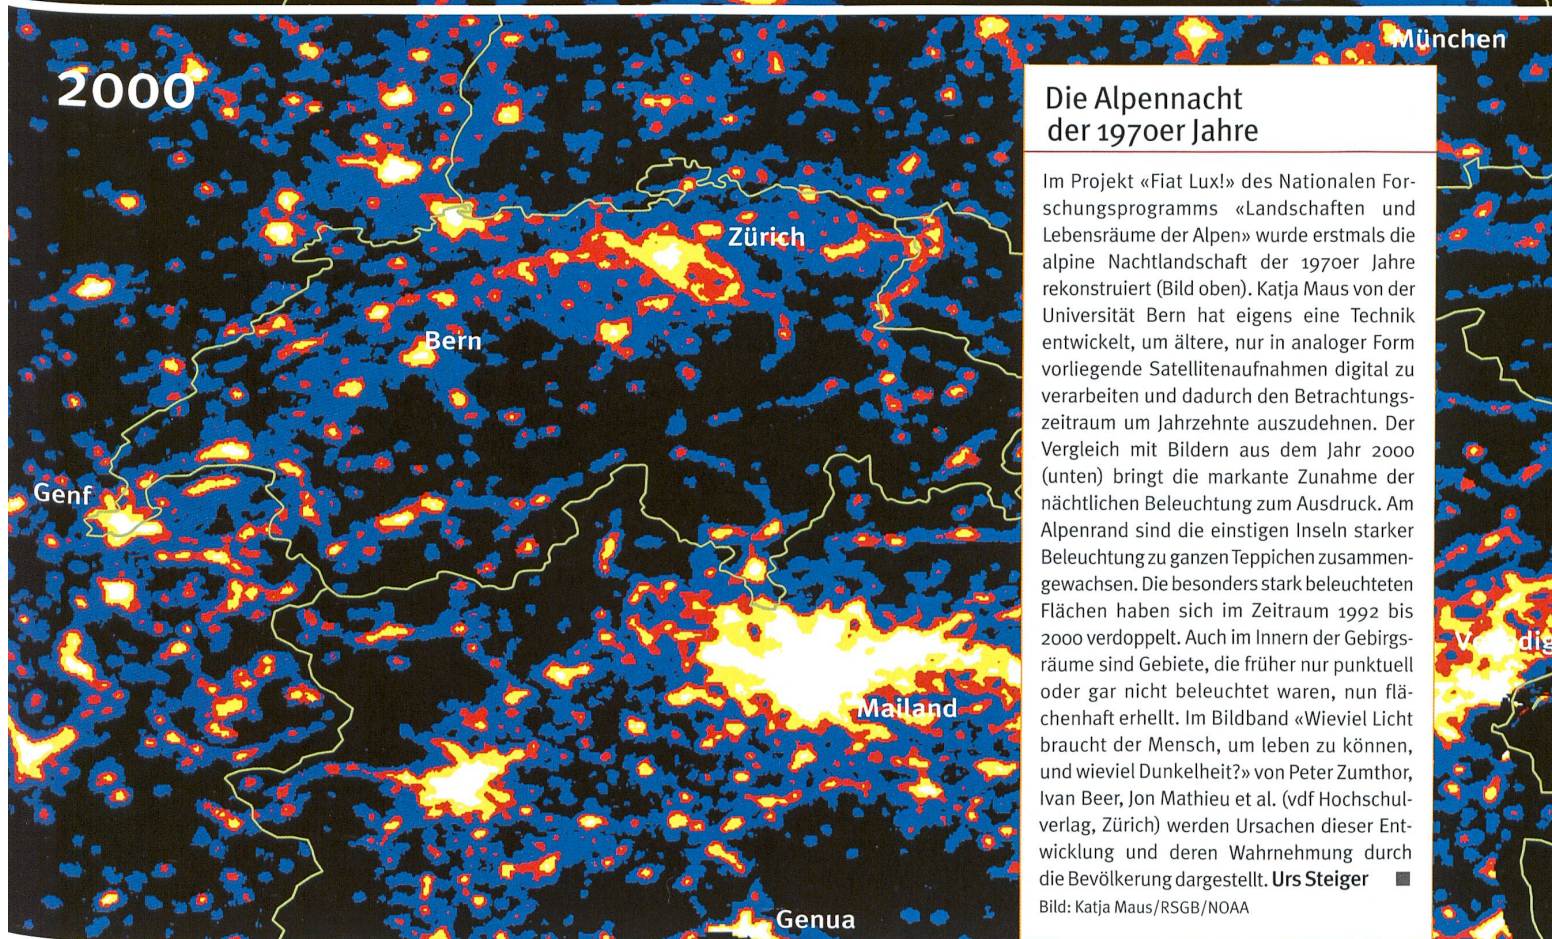 2000
München
Zürich
Bern
Genf
Mailand
Genua
Die Alpennacht
der 1970er Jahre
Im Projekt «Fiat Lux!» des Nationalen For-
schungsprogramms «Landschaften und
Lebensräume der Alpen» wurde erstmals die
alpine Nachtlandschaft der 1970er Jahre
rekonstruiert (Bild oben). Katja Maus von der
Universität Bern hat eigens eine Technik
entwickelt, um ältere, nur in analoger Form
vorliegende Satellitenaufnahmen digital zu
verarbeiten und dadurch den Betrachtungs-
zeitraum um Jahrzehnte auszudehnen. Der
Vergleich mit Bildern aus dem Jahr 2000
(unten) bringt die markante Zunahme der
nächtlichen Beleuchtung zum Ausdruck. Am
Alpenrand sind die einstigen Inseln starker
Beleuchtung zu ganzen Teppichen zusammen-
gewachsen. Die besonders stark beleuchteten
Flächen haben sich im Zeitraum 1992 bis
2000 verdoppelt. Auch im Innern der Gebirgs-
räume sind Gebiete, die früher nur punktuell
oder gar nicht beleuchtet waren, nun flä-
chenhaft erhellt. Im Bildband «Wieviel Licht
braucht der Mensch, um leben zu können,
und wieviel Dunkelheit?» von Peter Zumthor,
Ivan Beer, Jon Mathieu et al. (vdf Hochschul-
verlag, Zürich) werden Ursachen dieser Ent-
wicklung und deren Wahrnehmung durch
die Bevölkerung dargestellt. Urs Steiger
Bild: Katja Maus/RSGB/NOAA